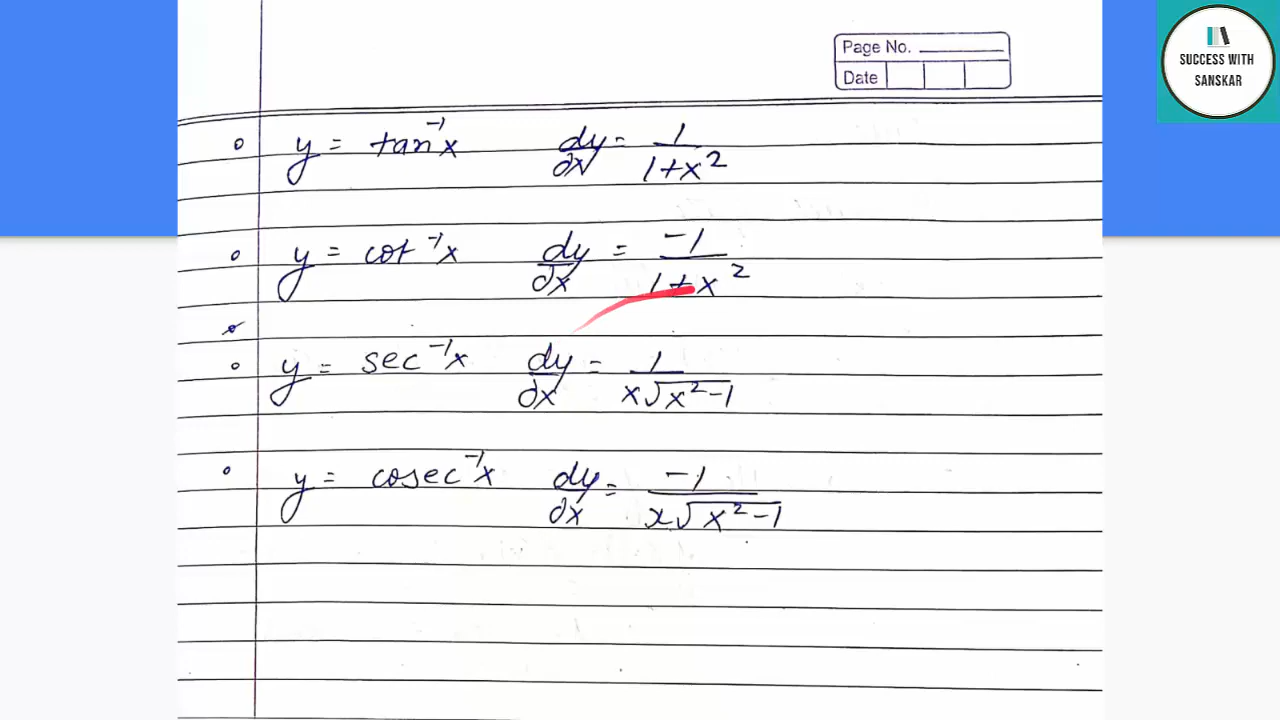 Page No.
Date
SUCCESS WITH
SANSKAR
y = tan⁻¹x dy/dx = 1/(1+x²)
y = cot⁻¹x dy/dx = -1/(1+x²)
y = sec⁻¹x dy/dx = 1/(x√(x²-1))
y = cosec⁻¹x dy/dx = -1/(x√(x²-1))